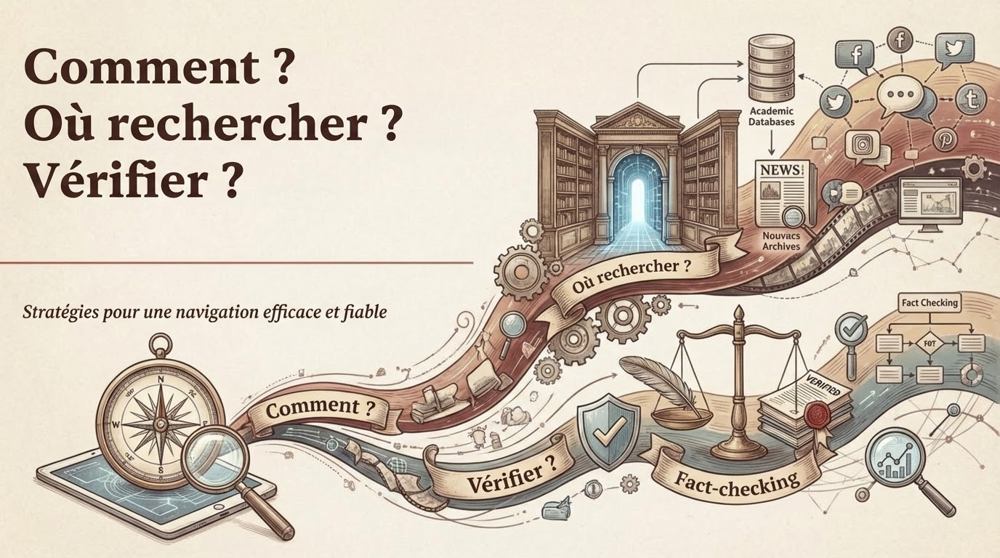 Comment ?
Où rechercher ?
Vérifier ?
Stratégies pour une navigation efficace et fiable
Academic
Databases
NEWS
Nouvacs
Archives
Où rechercher ?
Comment ?
Vérifier ?
Fact-checking
VERIFIED
Fact Checking
N
W
S